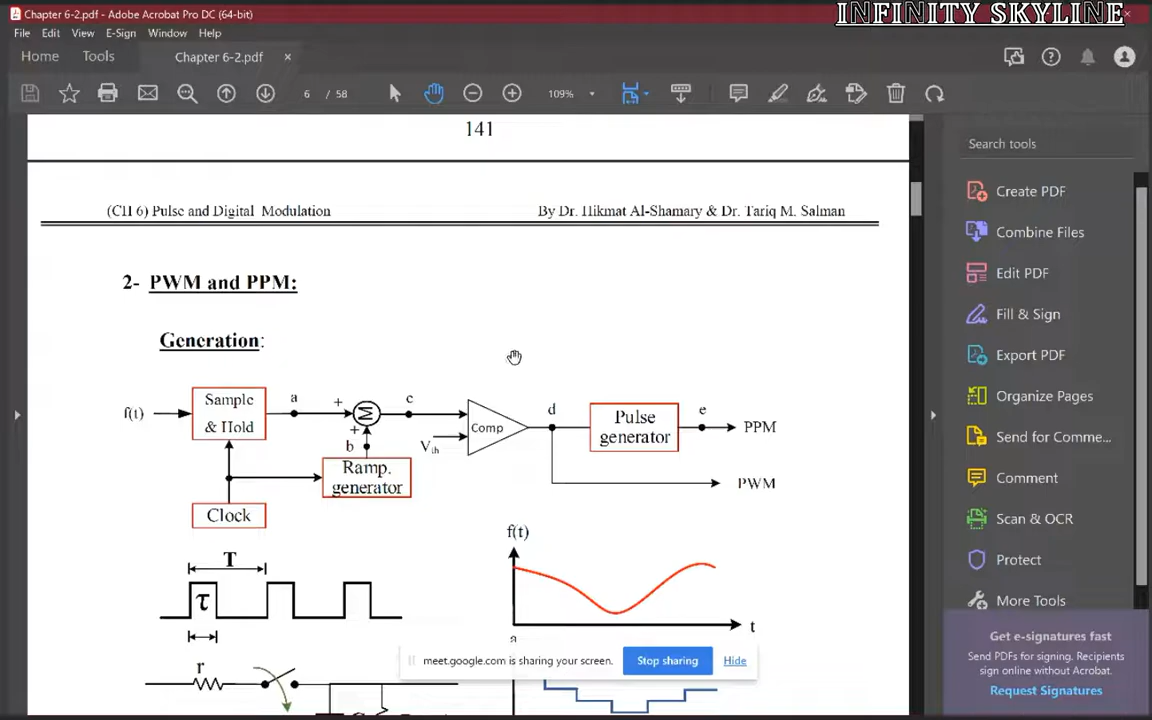 Chapter 6-2.pdf - Adobe Acrobat Pro DC (64-bit)
INFINITY SKYLINE
File Edit View E-Sign Window Help
Home Tools Chapter 6-2.pdf ×
6 / 58 109%
141
Search tools
(CH 6) Pulse and Digital Modulation By Dr. Hikmat Al-Shamary & Dr. Tariq M. Salman
2- PWM and PPM:
Generation:
f(t) Sample & Hold a + Σ + b c Comp Vth d Pulse generator e PPM
Ramp. generator
PWM
Clock
T
τ
f(t)
t
a
r
meet.google.com is sharing your screen. Stop sharing Hide
Create PDF
Combine Files
Edit PDF
Fill & Sign
Export PDF
Organize Pages
Send for Comme...
Comment
Scan & OCR
Protect
More Tools
Get e-signatures fast
Send PDFs for signing. Recipients
sign online without Acrobat.
Request Signatures